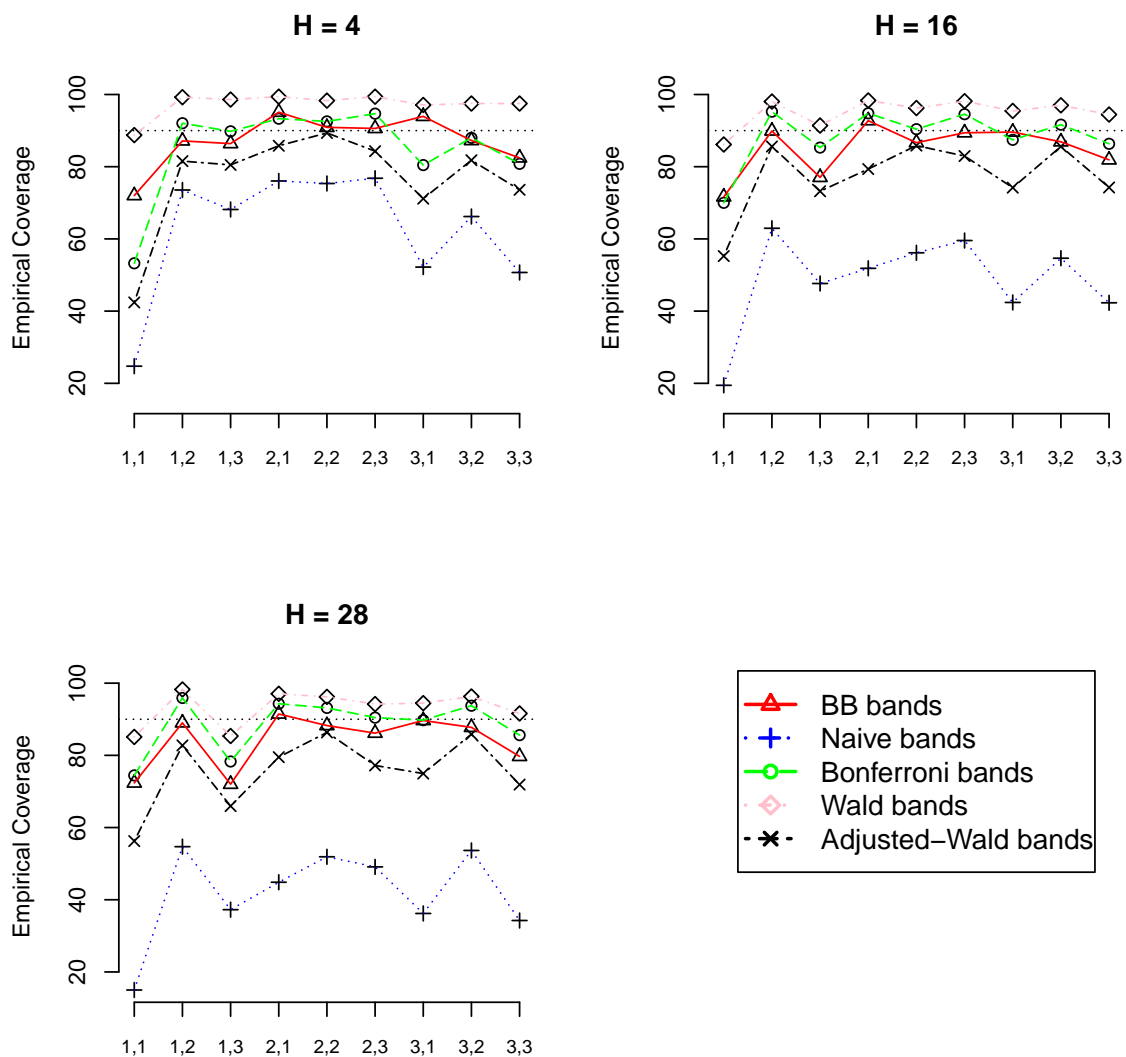 H = 4
Empirical Coverage
100
80
60
40
20
1,1 1,2 1,3 2,1 2,2 2,3 3,1 3,2 3,3
H = 16
Empirical Coverage
100
80
60
40
20
1,1 1,2 1,3 2,1 2,2 2,3 3,1 3,2 3,3
H = 28
Empirical Coverage
100
80
60
40
20
1,1 1,2 1,3 2,1 2,2 2,3 3,1 3,2 3,3
BB bands
Naive bands
Bonferroni bands
Wald bands
Adjusted−Wald bands